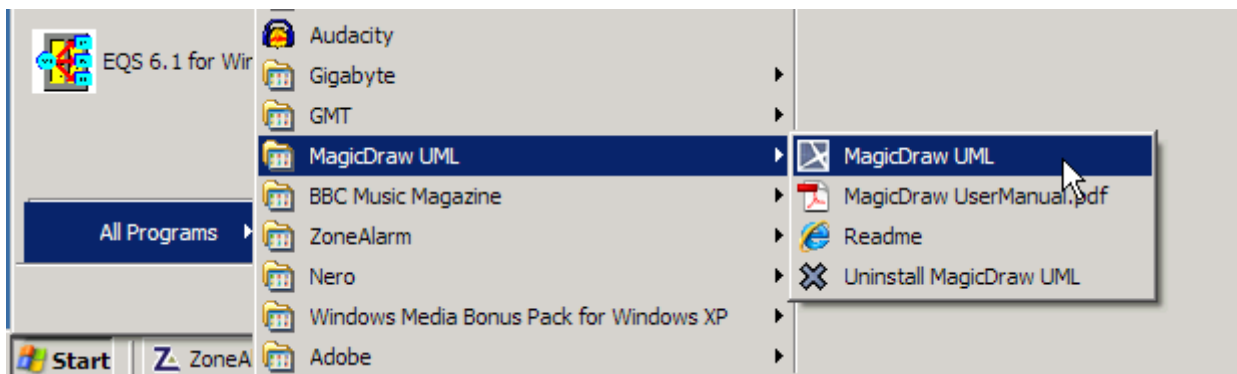 EQS 6.1 for Wir
All Programs
Start
ZoneA
Audacity
Gigabyte
GMT
MagicDraw UML
BBC Music Magazine
ZoneAlarm
Nero
Windows Media Bonus Pack for Windows XP
Adobe
MagicDraw UML
MagicDraw UserManual.pdf
Readme
Uninstall MagicDraw UML